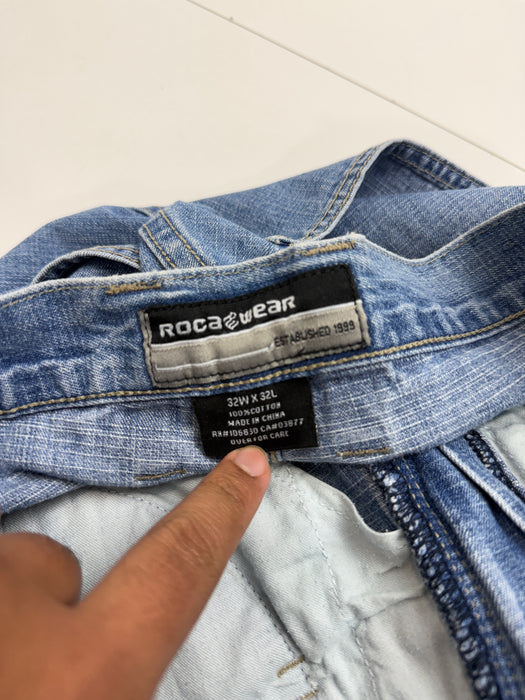 ROCA WEAR
ESTABLISHED 1999
32W X 32L
100% COTTON
MADE IN CHINA
RN#106830 CA#03877
OVER FOR CARE